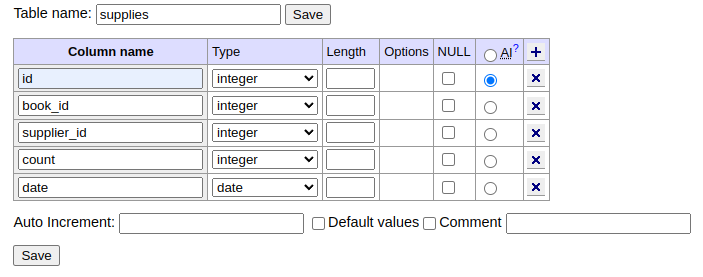 Table name: supplies Save
Column name Type Length Options NULL AI? +
id integer x
book_id integer x
supplier_id integer x
count integer x
date date x
Auto Increment: Default values Comment
Save